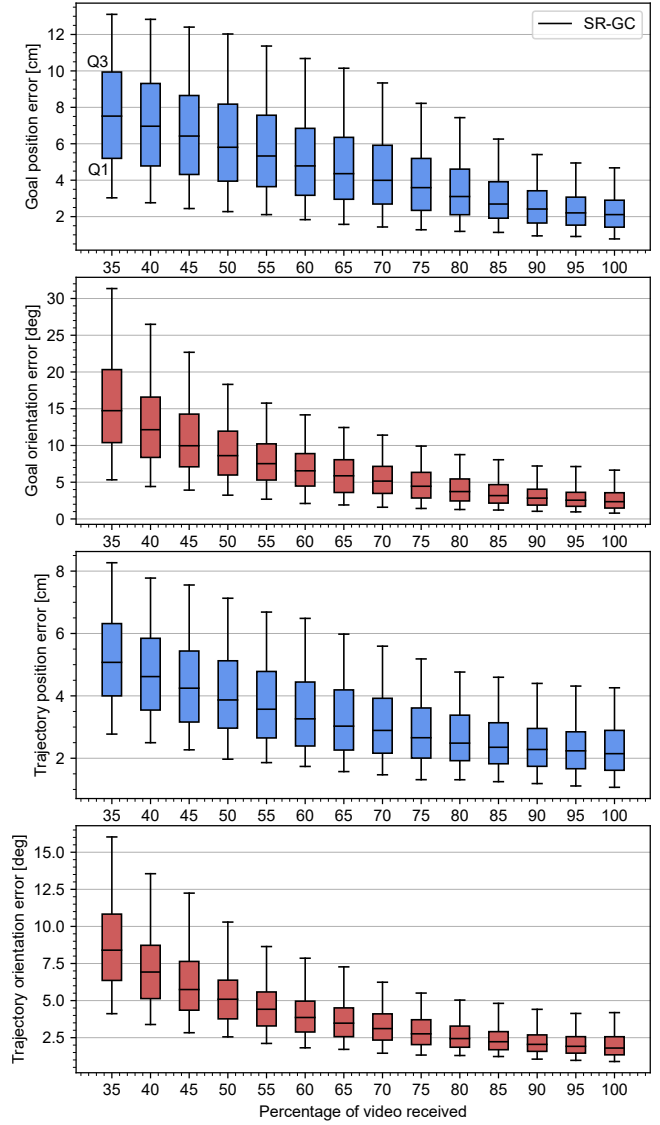 SR-GC
Q3
Q1
Goal position error [cm]
12
10
8
6
4
2
35 40 45 50 55 60 65 70 75 80 85 90 95 100
Goal orientation error [deg]
30
25
20
15
10
5
0
35 40 45 50 55 60 65 70 75 80 85 90 95 100
Trajectory position error [cm]
8
6
4
2
35 40 45 50 55 60 65 70 75 80 85 90 95 100
Trajectory orientation error [deg]
15.0
12.5
10.0
7.5
5.0
2.5
35 40 45 50 55 60 65 70 75 80 85 90 95 100
Percentage of video received